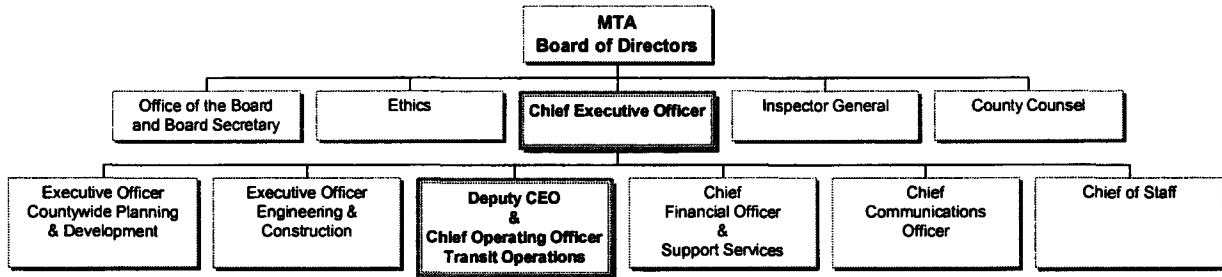 MTA
Board of Directors
Office of the Board
and Board Secretary
Ethics
Chief Executive Officer
Inspector General
County Counsel
Executive Officer
Countywide Planning
& Development
Executive Officer
Engineering &
Construction
Deputy CEO
&
Chief Operating Officer
Transit Operations
Chief
Financial Officer
&
Support Services
Chief
Communications
Officer
Chief of Staff